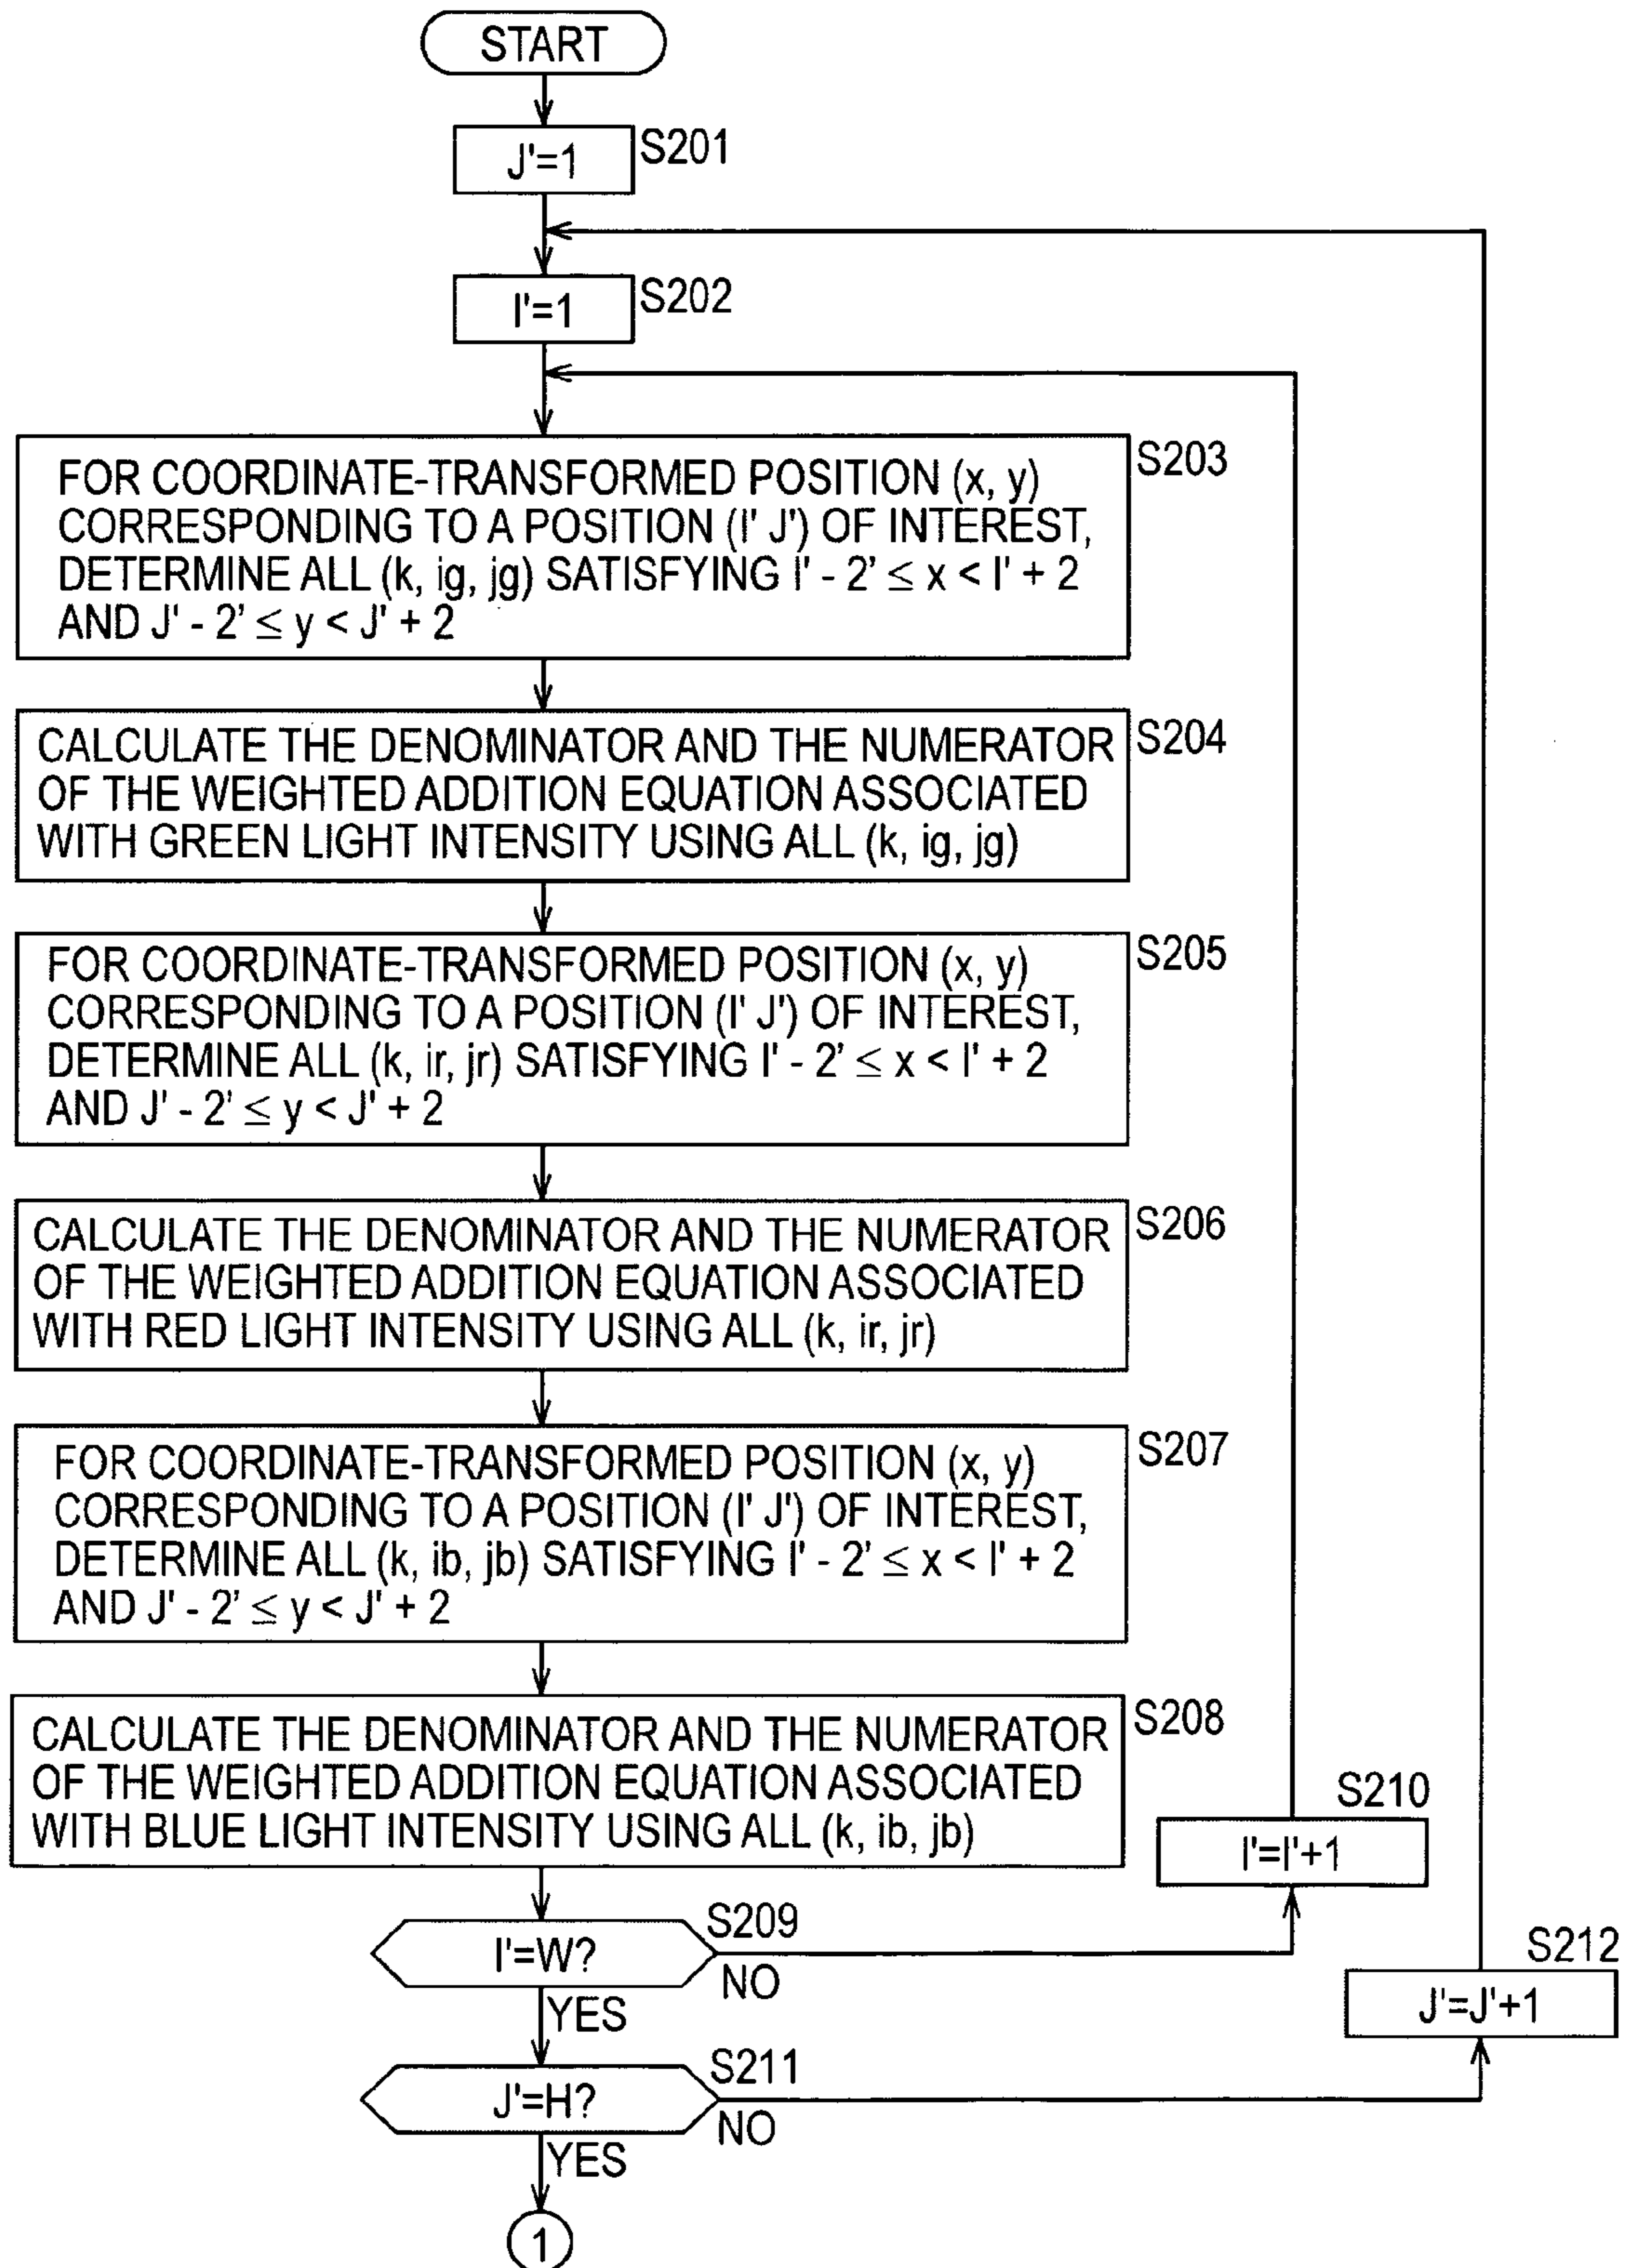 START
J'=1
S201
I'=1
S202
FOR COORDINATE-TRANSFORMED POSITION (x, y)
CORRESPONDING TO A POSITION (I' J') OF INTEREST,
DETERMINE ALL (k, ig, jg) SATISFYING I' - 2' ≤ x < I' + 2
AND J' - 2' ≤ y < J' + 2
S203
CALCULATE THE DENOMINATOR AND THE NUMERATOR
OF THE WEIGHTED ADDITION EQUATION ASSOCIATED
WITH GREEN LIGHT INTENSITY USING ALL (k, ig, jg)
S204
FOR COORDINATE-TRANSFORMED POSITION (x, y)
CORRESPONDING TO A POSITION (I' J') OF INTEREST,
DETERMINE ALL (k, ir, jr) SATISFYING I' - 2' ≤ x < I' + 2
AND J' - 2' ≤ y < J' + 2
S205
CALCULATE THE DENOMINATOR AND THE NUMERATOR
OF THE WEIGHTED ADDITION EQUATION ASSOCIATED
WITH RED LIGHT INTENSITY USING ALL (k, ir, jr)
S206
FOR COORDINATE-TRANSFORMED POSITION (x, y)
CORRESPONDING TO A POSITION (I' J') OF INTEREST,
DETERMINE ALL (k, ib, jb) SATISFYING I' - 2' ≤ x < I' + 2
AND J' - 2' ≤ y < J' + 2
S207
CALCULATE THE DENOMINATOR AND THE NUMERATOR
OF THE WEIGHTED ADDITION EQUATION ASSOCIATED
WITH BLUE LIGHT INTENSITY USING ALL (k, ib, jb)
S208
S210
I'=I'+1
I'=W?
S209
NO
YES
S212
J'=J'+1
J'=H?
S211
NO
YES
1